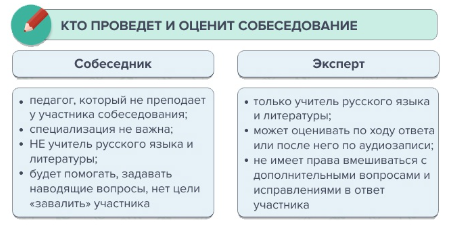 КТО ПРОВЕДЕТ И ОЦЕНИТ СОБЕСЕДОВАНИЕ
Собеседник
• педагог, который не преподает
у участника собеседования;
• специализация не важна;
• НЕ учитель русского языка и
литературы;
• будет помогать, задавать
наводящие вопросы, нет цели
«завалить» участника
Эксперт
• только учитель русского языка
и литературы;
• может оценивать по ходу ответа
или после него по аудиозаписи;
• не имеет права вмешиваться с
дополнительными вопросами и
исправлениями в ответ
участника